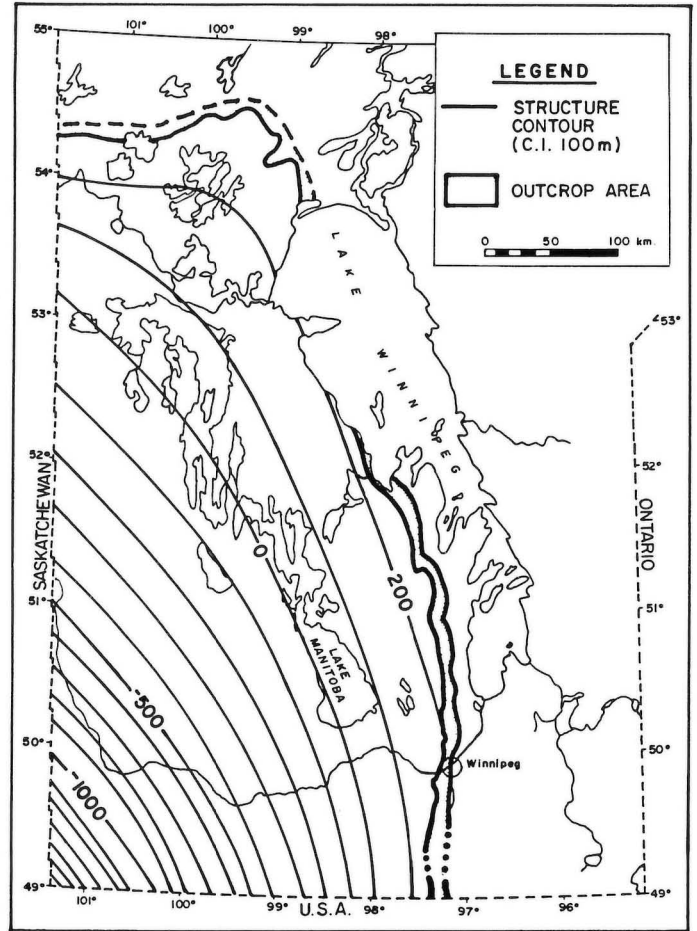 55°
101°
100°
99°
98°
LEGEND
STRUCTURE
CONTOUR
(C.I. 100m)
OUTCROP AREA
0 50 100 km.
54°
LAKE
WINNIPEG
53°
53°
52°
52°
SASKATCHEWAN
ONTARIO
0
200
51°
51°
LAKE
MANITOBA
-500
50°
50°
Winnipeg
-1000
49°
49°
101°
100°
99°
98°
97°
96°
U.S.A.